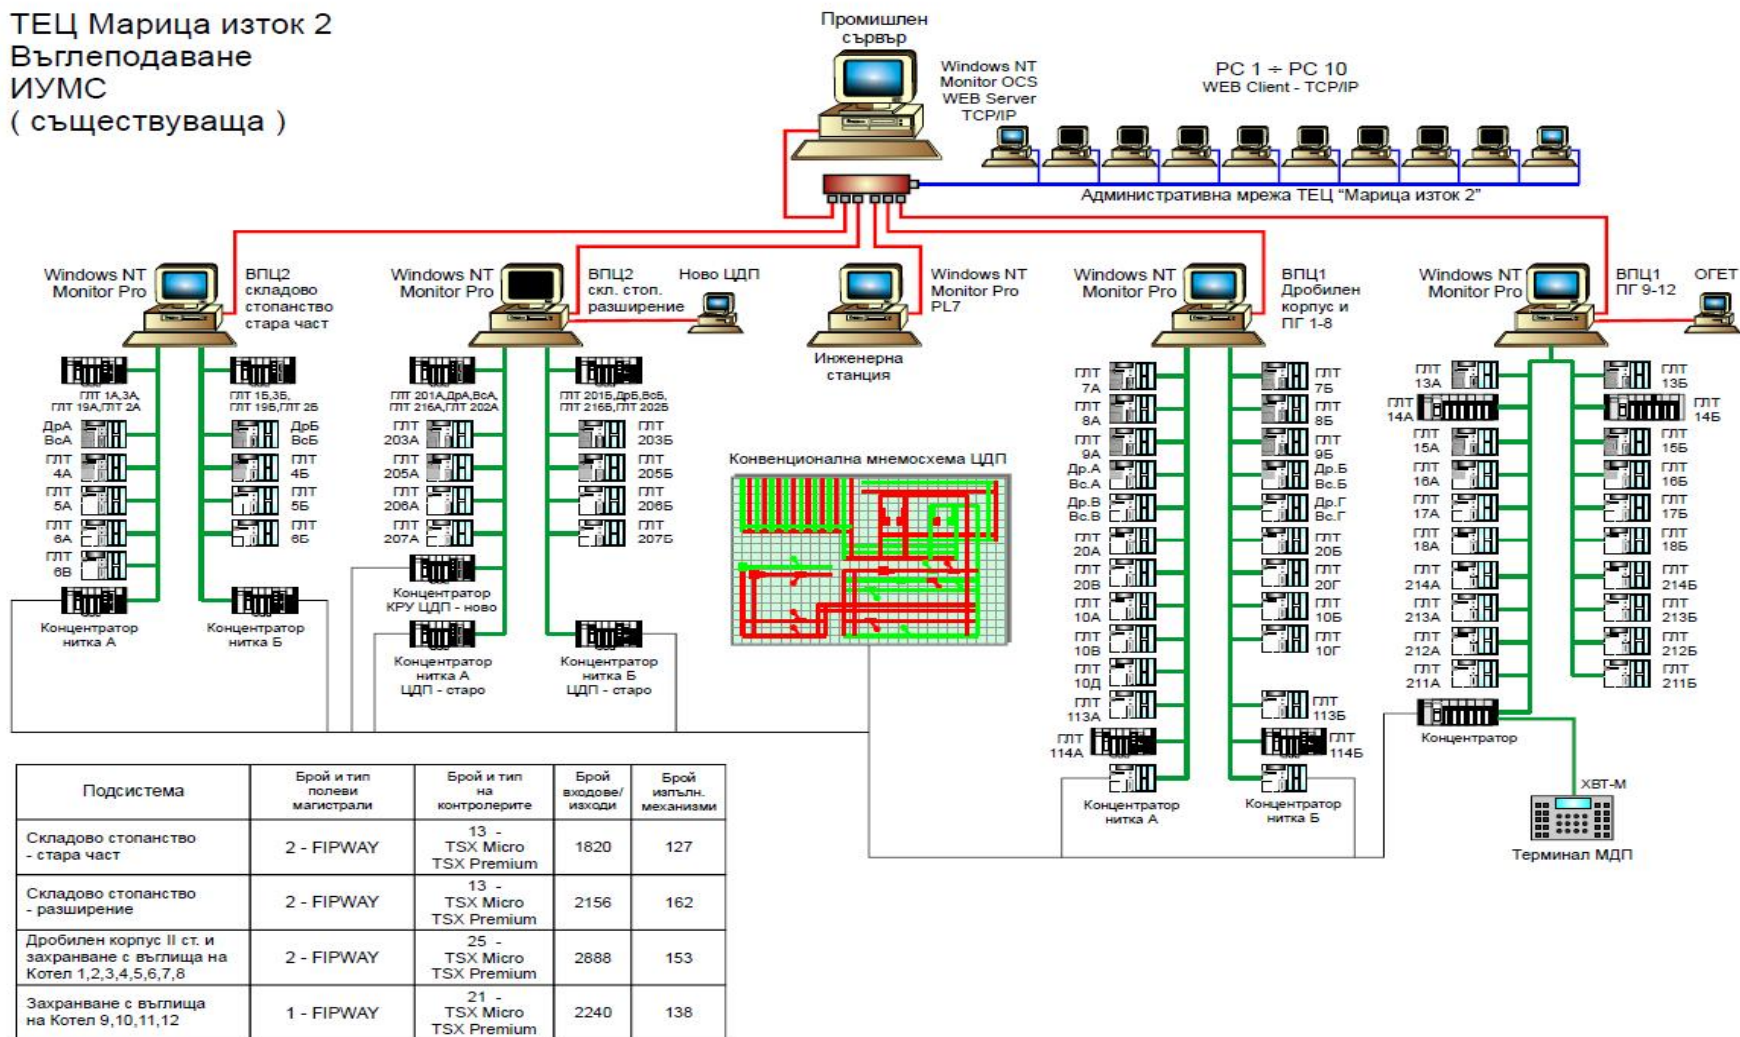 ТЕЦ Марица изток 2
Въглеподаване
ИУМС
( съществуваща )
Промишлен
сървър
Windows NT
Monitor OCS
WEB Server
TCP/IP
PC 1 ÷ PC 10
WEB Client - TCP/IP
Административна мрежа ТЕЦ "Марица изток 2"
Windows NT
Monitor Pro
ВПЦ2
складово
стопанство
стара част
ГЛТ 1А,3А,
ГЛТ 19А,ГЛТ 2А
ГЛТ 1Б,3Б,
ГЛТ 19Б,ГЛТ 2Б
ДрА
ВсА
ДрБ
ВсБ
ГЛТ
4А
ГЛТ
4Б
ГЛТ
5А
ГЛТ
5Б
ГЛТ
6А
ГЛТ
6Б
ГЛТ
6В
Концентратор
нитка А
Концентратор
нитка Б
Windows NT
Monitor Pro
ВПЦ2
скл. стоп.
разширение
Ново ЦДП
ГЛТ 201А,ДрА,ВсА,
ГЛТ 216А,ГЛТ 202А
ГЛТ 201Б,ДрБ,ВсБ,
ГЛТ 216Б,ГЛТ 202Б
ГЛТ
203А
ГЛТ
203Б
ГЛТ
205А
ГЛТ
205Б
ГЛТ
206А
ГЛТ
206Б
ГЛТ
207А
ГЛТ
207Б
Концентратор
КРУ ЦДП - ново
Концентратор
нитка А
ЦДП - старо
Концентратор
нитка Б
ЦДП - старо
Windows NT
Monitor Pro
PL7
Инженерна
станция
Конвенционална мнемосхема ЦДП
Windows NT
Monitor Pro
ВПЦ1
Дробилен
корпус и
ПГ 1-8
ГЛТ
7А
ГЛТ
7Б
ГЛТ
8А
ГЛТ
8Б
ГЛТ
9А
ГЛТ
9Б
Др.А
Вс.А
Др.Б
Вс.Б
Др.В
Вс.В
Др.Г
Вс.Г
ГЛТ
20А
ГЛТ
20Б
ГЛТ
20В
ГЛТ
20Г
ГЛТ
10А
ГЛТ
10Б
ГЛТ
10В
ГЛТ
10Г
ГЛТ
10Д
ГЛТ
113А
ГЛТ
113Б
ГЛТ
114А
ГЛТ
114Б
Концентратор
нитка А
Концентратор
нитка Б
Windows NT
Monitor Pro
ВПЦ1
ПГ 9-12
ОГЕТ
ГЛТ
13А
ГЛТ
13Б
ГЛТ
14А
ГЛТ
14Б
ГЛТ
15А
ГЛТ
15Б
ГЛТ
16А
ГЛТ
16Б
ГЛТ
17А
ГЛТ
17Б
ГЛТ
18А
ГЛТ
18Б
ГЛТ
214А
ГЛТ
214Б
ГЛТ
213А
ГЛТ
213Б
ГЛТ
212А
ГЛТ
212Б
ГЛТ
211А
ГЛТ
211Б
Концентратор
ХВТ-М
Терминал МДП
Подсистема
Брой и тип
полеви
магистрали
Брой и тип
на
контролерите
Брой
входове/
изходи
Брой
изпълн.
механизми
Складово стопанство
- стара част
2 - FIPWAY
13 -
TSX Micro
TSX Premium
1820
127
Складово стопанство
- разширение
2 - FIPWAY
13 -
TSX Micro
TSX Premium
2156
162
Дробилен корпус II ст. и
захранване с въглища на
Котел 1,2,3,4,5,6,7,8
2 - FIPWAY
25 -
TSX Micro
TSX Premium
2888
153
Захранване с въглища
на Котел 9,10,11,12
1 - FIPWAY
21 -
TSX Micro
TSX Premium
2240
138